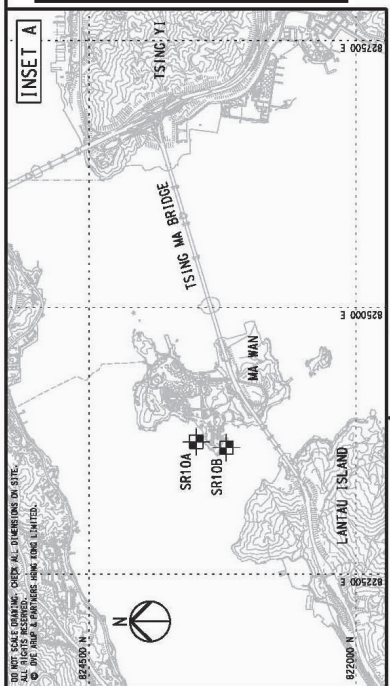 INSET A
DO NOT SCALE DRAWING. CHECK ALL DIMENSIONS ON SITE.
ALL RIGHTS RESERVED.
© OVE ARUP & PARTNERS HONG KONG LIMITED.
TSING YI
827500 E
TSING MA BRIDGE
825000 E
MA WAN
SR10A
SR10B
LANTAU ISLAND
822500 E
N
824500 N
822000 N